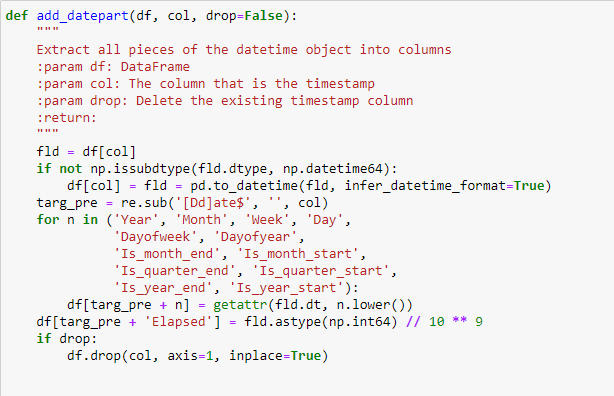 def add_datepart(df, col, drop=False):
    """
    Extract all pieces of the datetime object into columns
    :param df: DataFrame
    :param col: The column that is the timestamp
    :param drop: Delete the existing timestamp column
    :return:
    """
    fld = df[col]
    if not np.issubdtype(fld.dtype, np.datetime64):
        df[col] = fld = pd.to_datetime(fld, infer_datetime_format=True)
    targ_pre = re.sub('[Dd]ate$', '', col)
    for n in ('Year', 'Month', 'Week', 'Day',
              'Dayofweek', 'Dayofyear',
              'Is_month_end', 'Is_month_start',
              'Is_quarter_end', 'Is_quarter_start',
              'Is_year_end', 'Is_year_start'):
        df[targ_pre + n] = getattr(fld.dt, n.lower())
    df[targ_pre + 'Elapsed'] = fld.astype(np.int64) // 10 ** 9
    if drop:
        df.drop(col, axis=1, inplace=True)